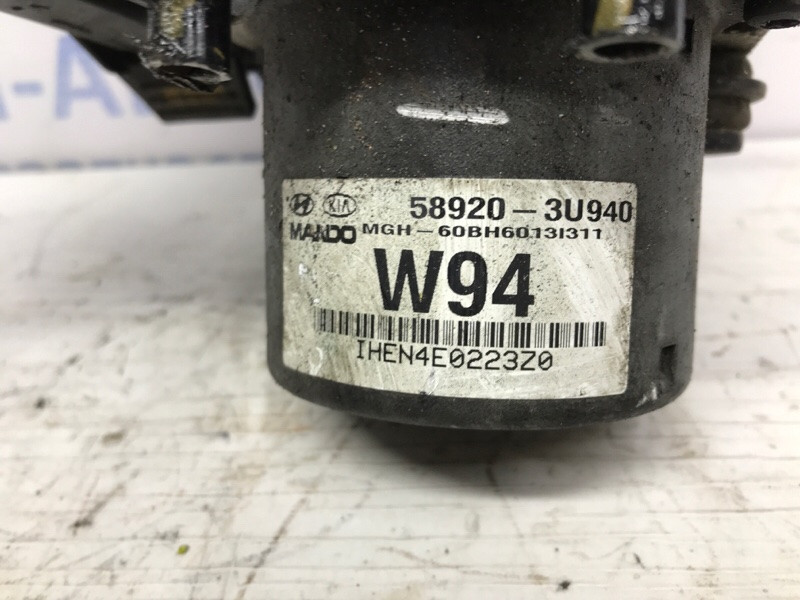 KIA 58920-3U940
MANDO MGH-60BH6013I311
W94
IHEN4E0223Z0